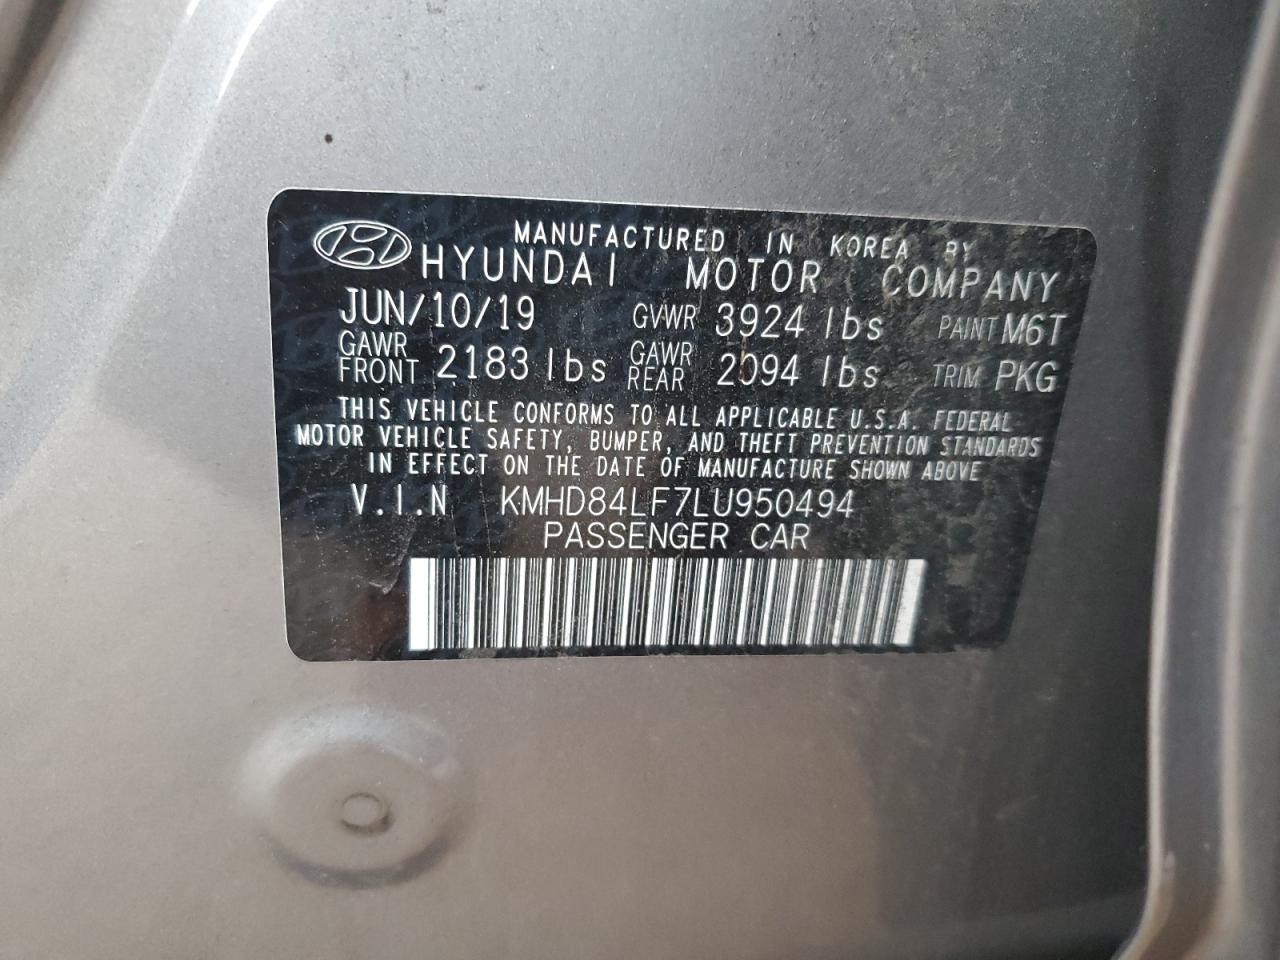 MANUFACTURED IN KOREA BY
HYUNDAI MOTOR COMPANY
JUN/10/19 GVWR 3924 lbs PAINT M6T
GAWR FRONT 2183 lbs GAWR REAR 2094 lbs TRIM PKG
THIS VEHICLE CONFORMS TO ALL APPLICABLE U.S.A. FEDERAL
MOTOR VEHICLE SAFETY, BUMPER, AND THEFT PREVENTION STANDARDS
IN EFFECT ON THE DATE OF MANUFACTURE SHOWN ABOVE
V.I.N KMHD84LF7LU950494
PASSENGER CAR